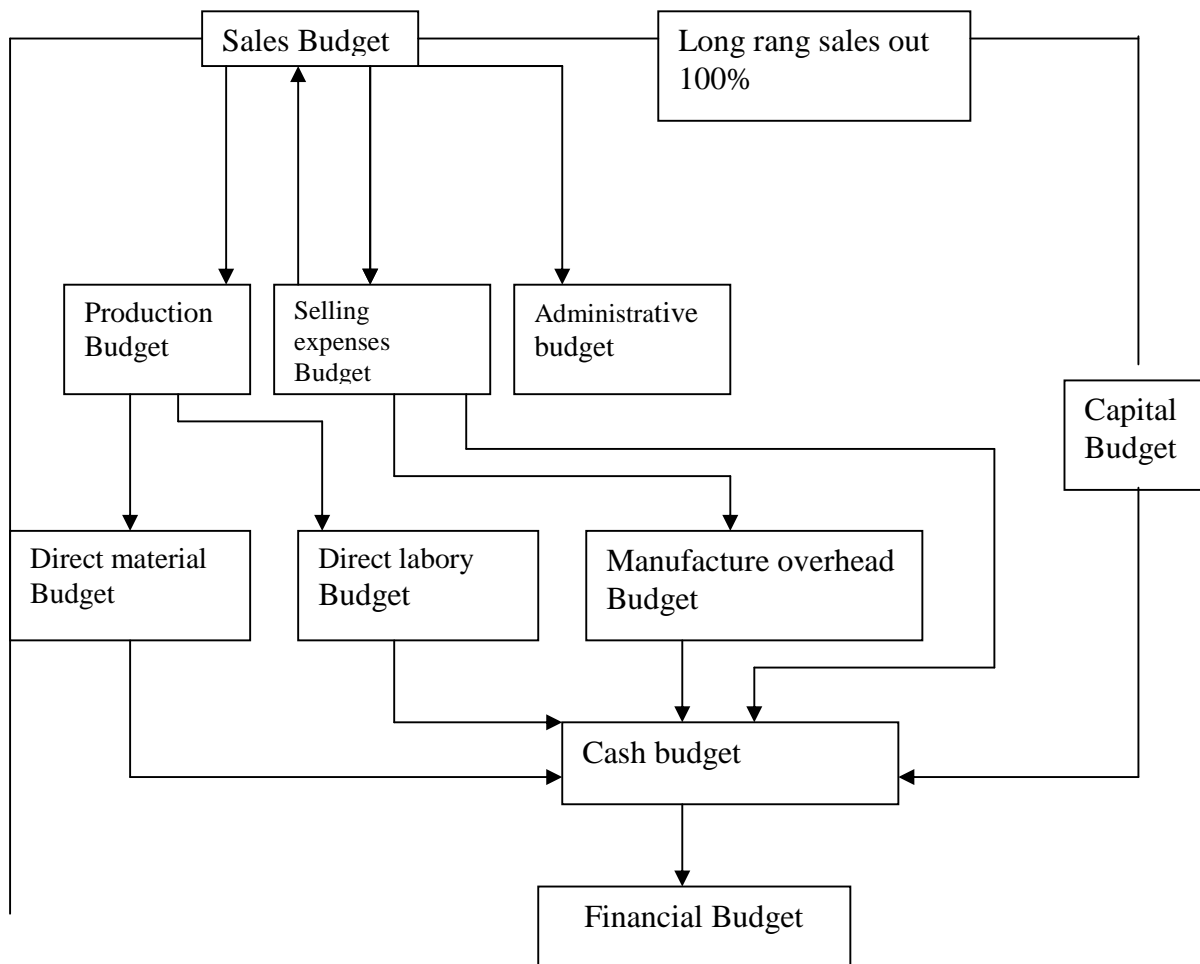 Sales Budget
Long rang sales out
100%
Production
Budget
Selling
expenses
Budget
Administrative
budget
Capital
Budget
Direct material
Budget
Direct labory
Budget
Manufacture overhead
Budget
Cash budget
Financial Budget